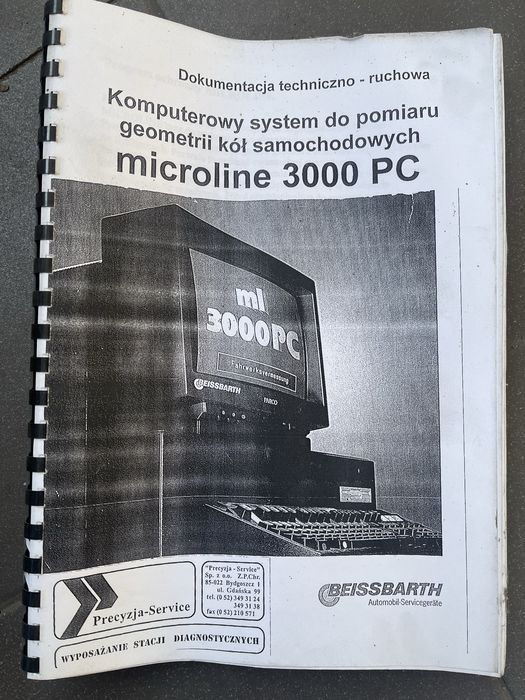 Dokumentacja techniczno - ruchowa
Komputerowy system do pomiaru
geometrii kół samochodowych
microline 3000 PC
ml
3000PC
Fahrwerkvermessung
BEISSBARTH
Precyzja-Service
WYPOSAŻANIE STACJI DIAGNOSTYCZNYCH
"Precyzja - Service"
Sp. z o.o. Z.P.Chr.
85-022 Bydgoszcz 1
ul. Gdańska 99
tel. (0 52) 349 31 24
349 31 38
fax (0 52) 210 571
BEISSBARTH
Automobil-Servicegeräte